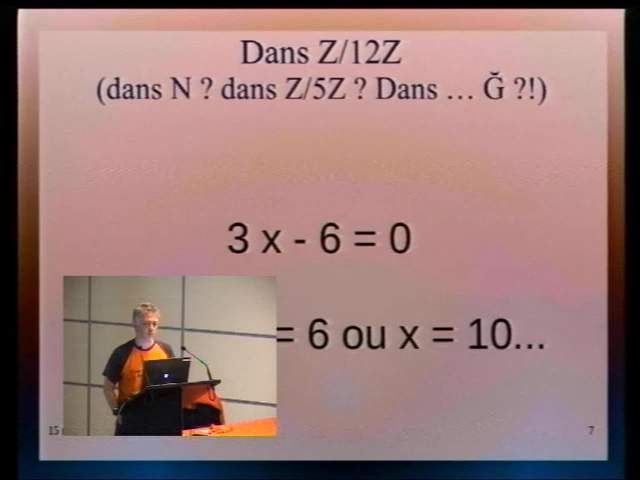 Dans Z/12Z
(dans N ? dans Z/5Z ? Dans … Ğ ?!)
3 x - 6 = 0
= 6 ou x = 10...
15
7